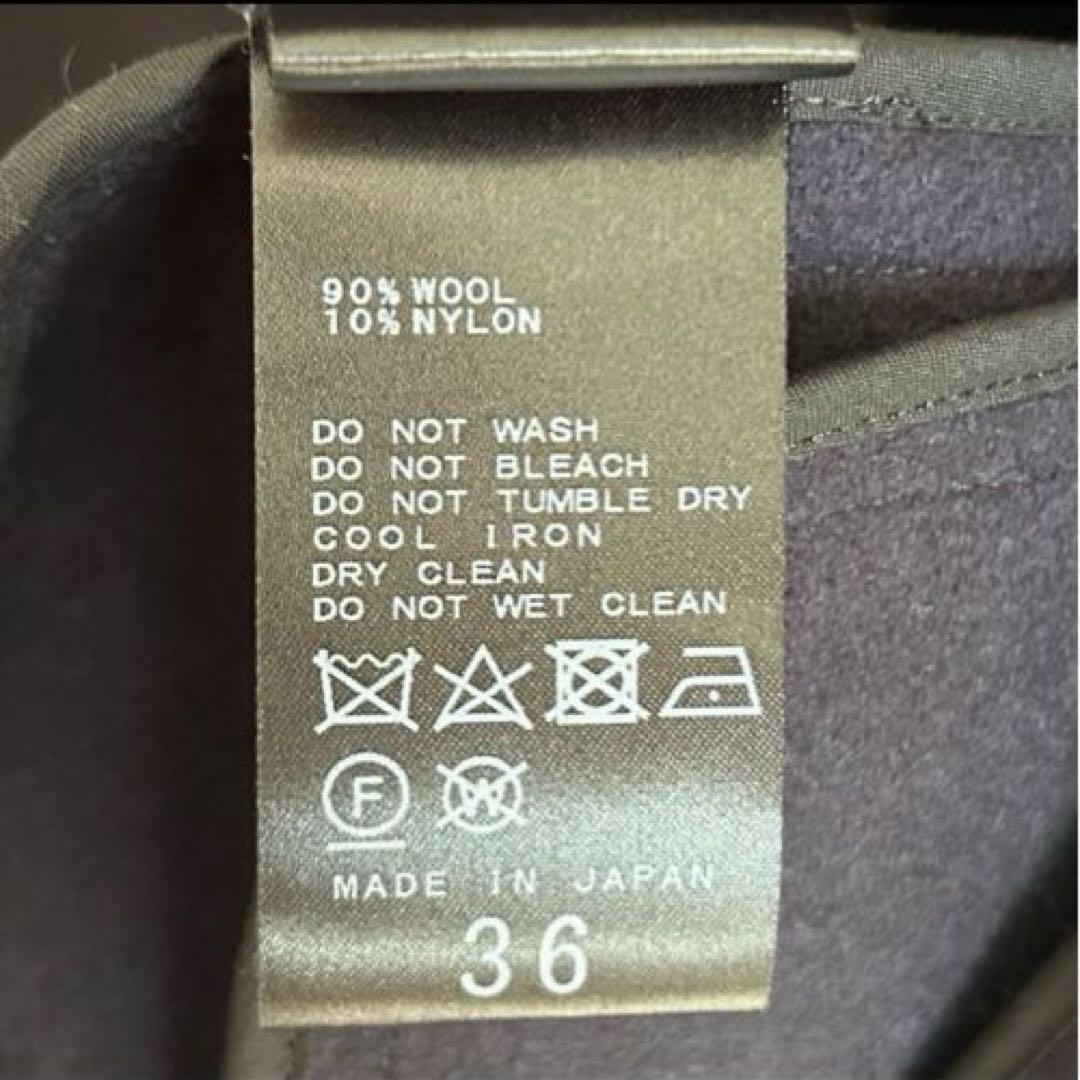 90% WOOL
10% NYLON
DO NOT WASH
DO NOT BLEACH
DO NOT TUMBLE DRY
COOL IRON
DRY CLEAN
DO NOT WET CLEAN
F W
MADE IN JAPAN
36